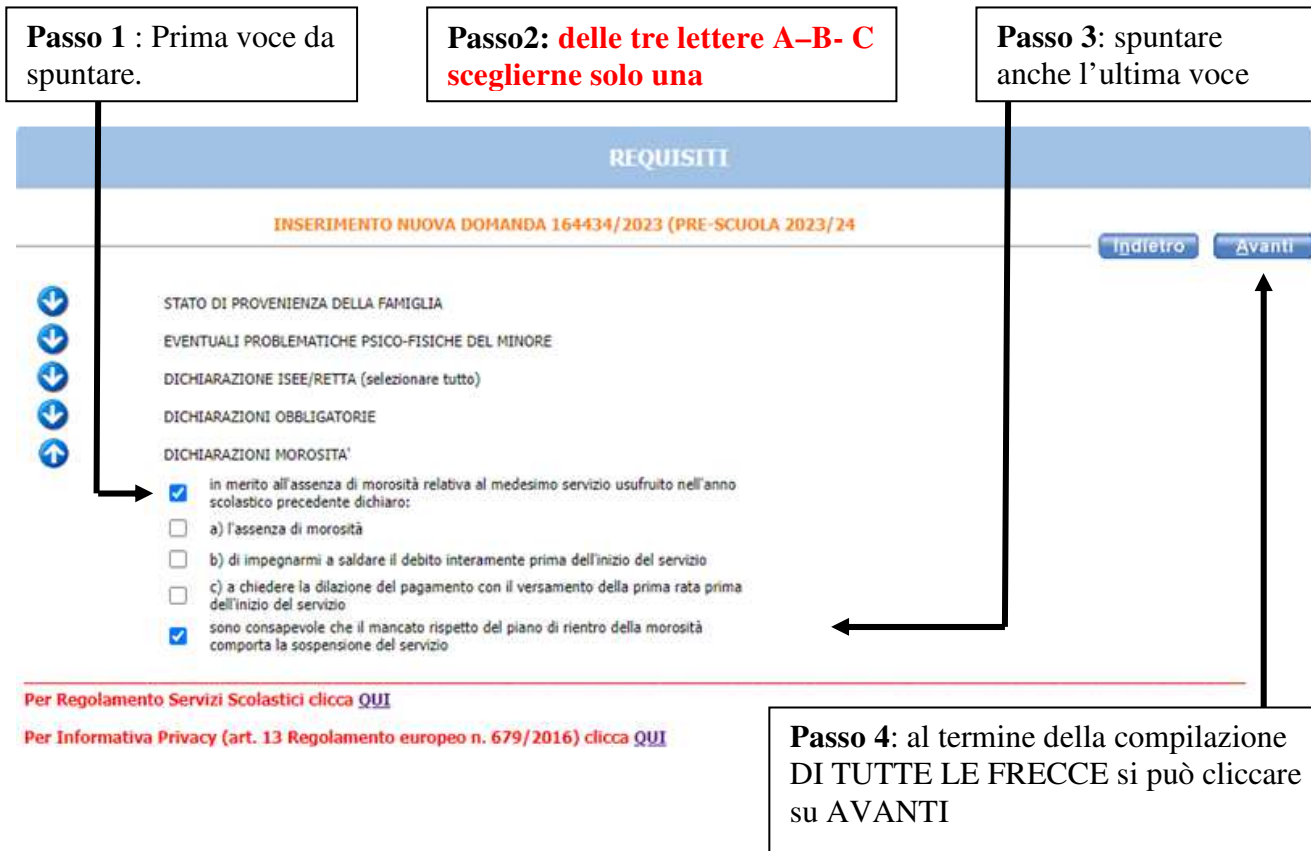 Passo 1 : Prima voce da
spuntare.
Passo2: delle tre lettere A–B- C
sceglierne solo una
Passo 3: spuntare
anche l’ultima voce
REQUISITI
INSERIMENTO NUOVA DOMANDA 164434/2023 (PRE-SCUOLA 2023/24
Indietro
Avanti
STATO DI PROVENIENZA DELLA FAMIGLIA
EVENTUALI PROBLEMATICHE PSICO-FISICHE DEL MINORE
DICHIARAZIONE ISEE/RETTA (selezionare tutto)
DICHIARAZIONI OBBLIGATORIE
DICHIARAZIONI MOROSITA'
in merito all'assenza di morosità relativa al medesimo servizio usufruito nell'anno
scolastico precedente dichiaro:
a) l'assenza di morosità
b) di impegnarmi a saldare il debito interamente prima dell'inizio del servizio
c) a chiedere la dilazione del pagamento con il versamento della prima rata prima
dell'inizio del servizio
sono consapevole che il mancato rispetto del piano di rientro della morosità
comporta la sospensione del servizio
Per Regolamento Servizi Scolastici clicca QUI
Per Informativa Privacy (art. 13 Regolamento europeo n. 679/2016) clicca QUI
Passo 4: al termine della compilazione
DI TUTTE LE FRECCE si può cliccare
su AVANTI